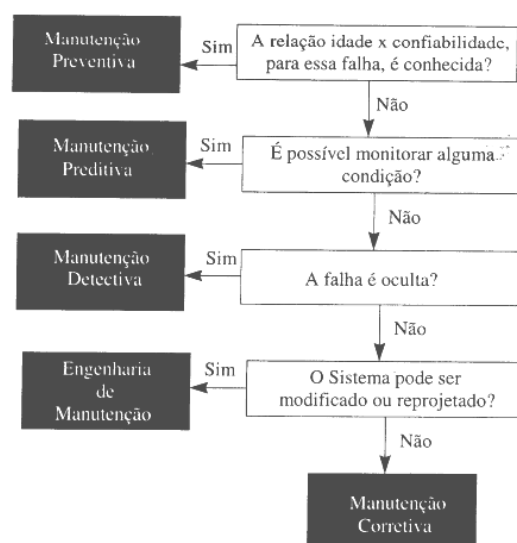 Manutenção
Preventiva
Sim
A relação idade x confiabilidade,
para essa falha, é conhecida?
Não
Manutenção
Preditiva
Sim
É possível monitorar alguma
condição?
Não
Manutenção
Detectiva
Sim
A falha é oculta?
Não
Engenharia
de
Manutenção
Sim
O Sistema pode ser
modificado ou reprojetado?
Não
Manutenção
Corretiva